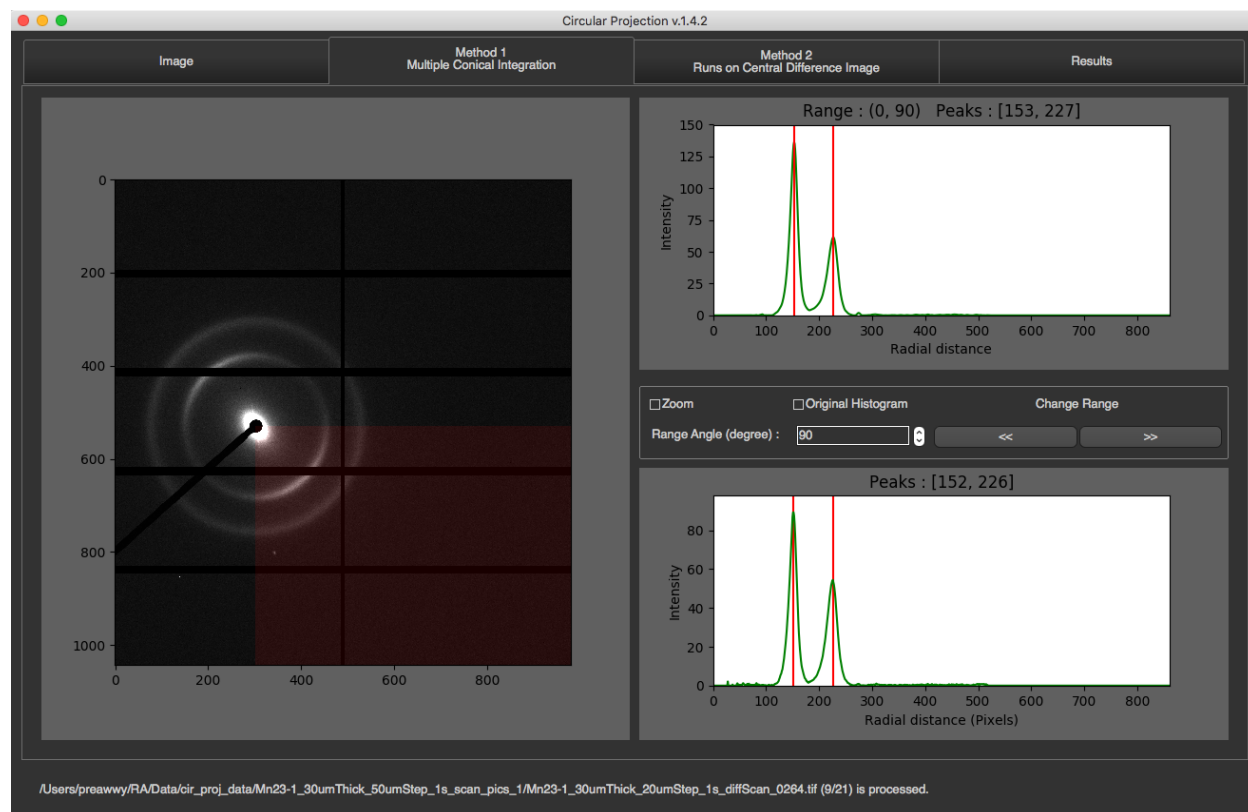 Circular Projection v.1.4.2
Image
Method 1
Multiple Conical Integration
Method 2
Runs on Central Difference Image
Results
0
200
400
600
800
1000
0 200 400 600 800
Range : (0, 90) Peaks : [153, 227]
150
125
100
75
50
25
0
Intensity
0 100 200 300 400 500 600 700 800
Radial distance
Zoom Original Histogram Change Range
Range Angle (degree) : 90 << >>
Peaks : [152, 226]
80
60
40
20
0
Intensity
0 100 200 300 400 500 600 700 800
Radial distance (Pixels)
/Users/preawwy/RA/Data/cir_proj_data/Mn23-1_30umThick_50umStep_1s_scan_pics_1/Mn23-1_30umThick_20umStep_1s_diffScan_0264.tif (9/21) is processed.